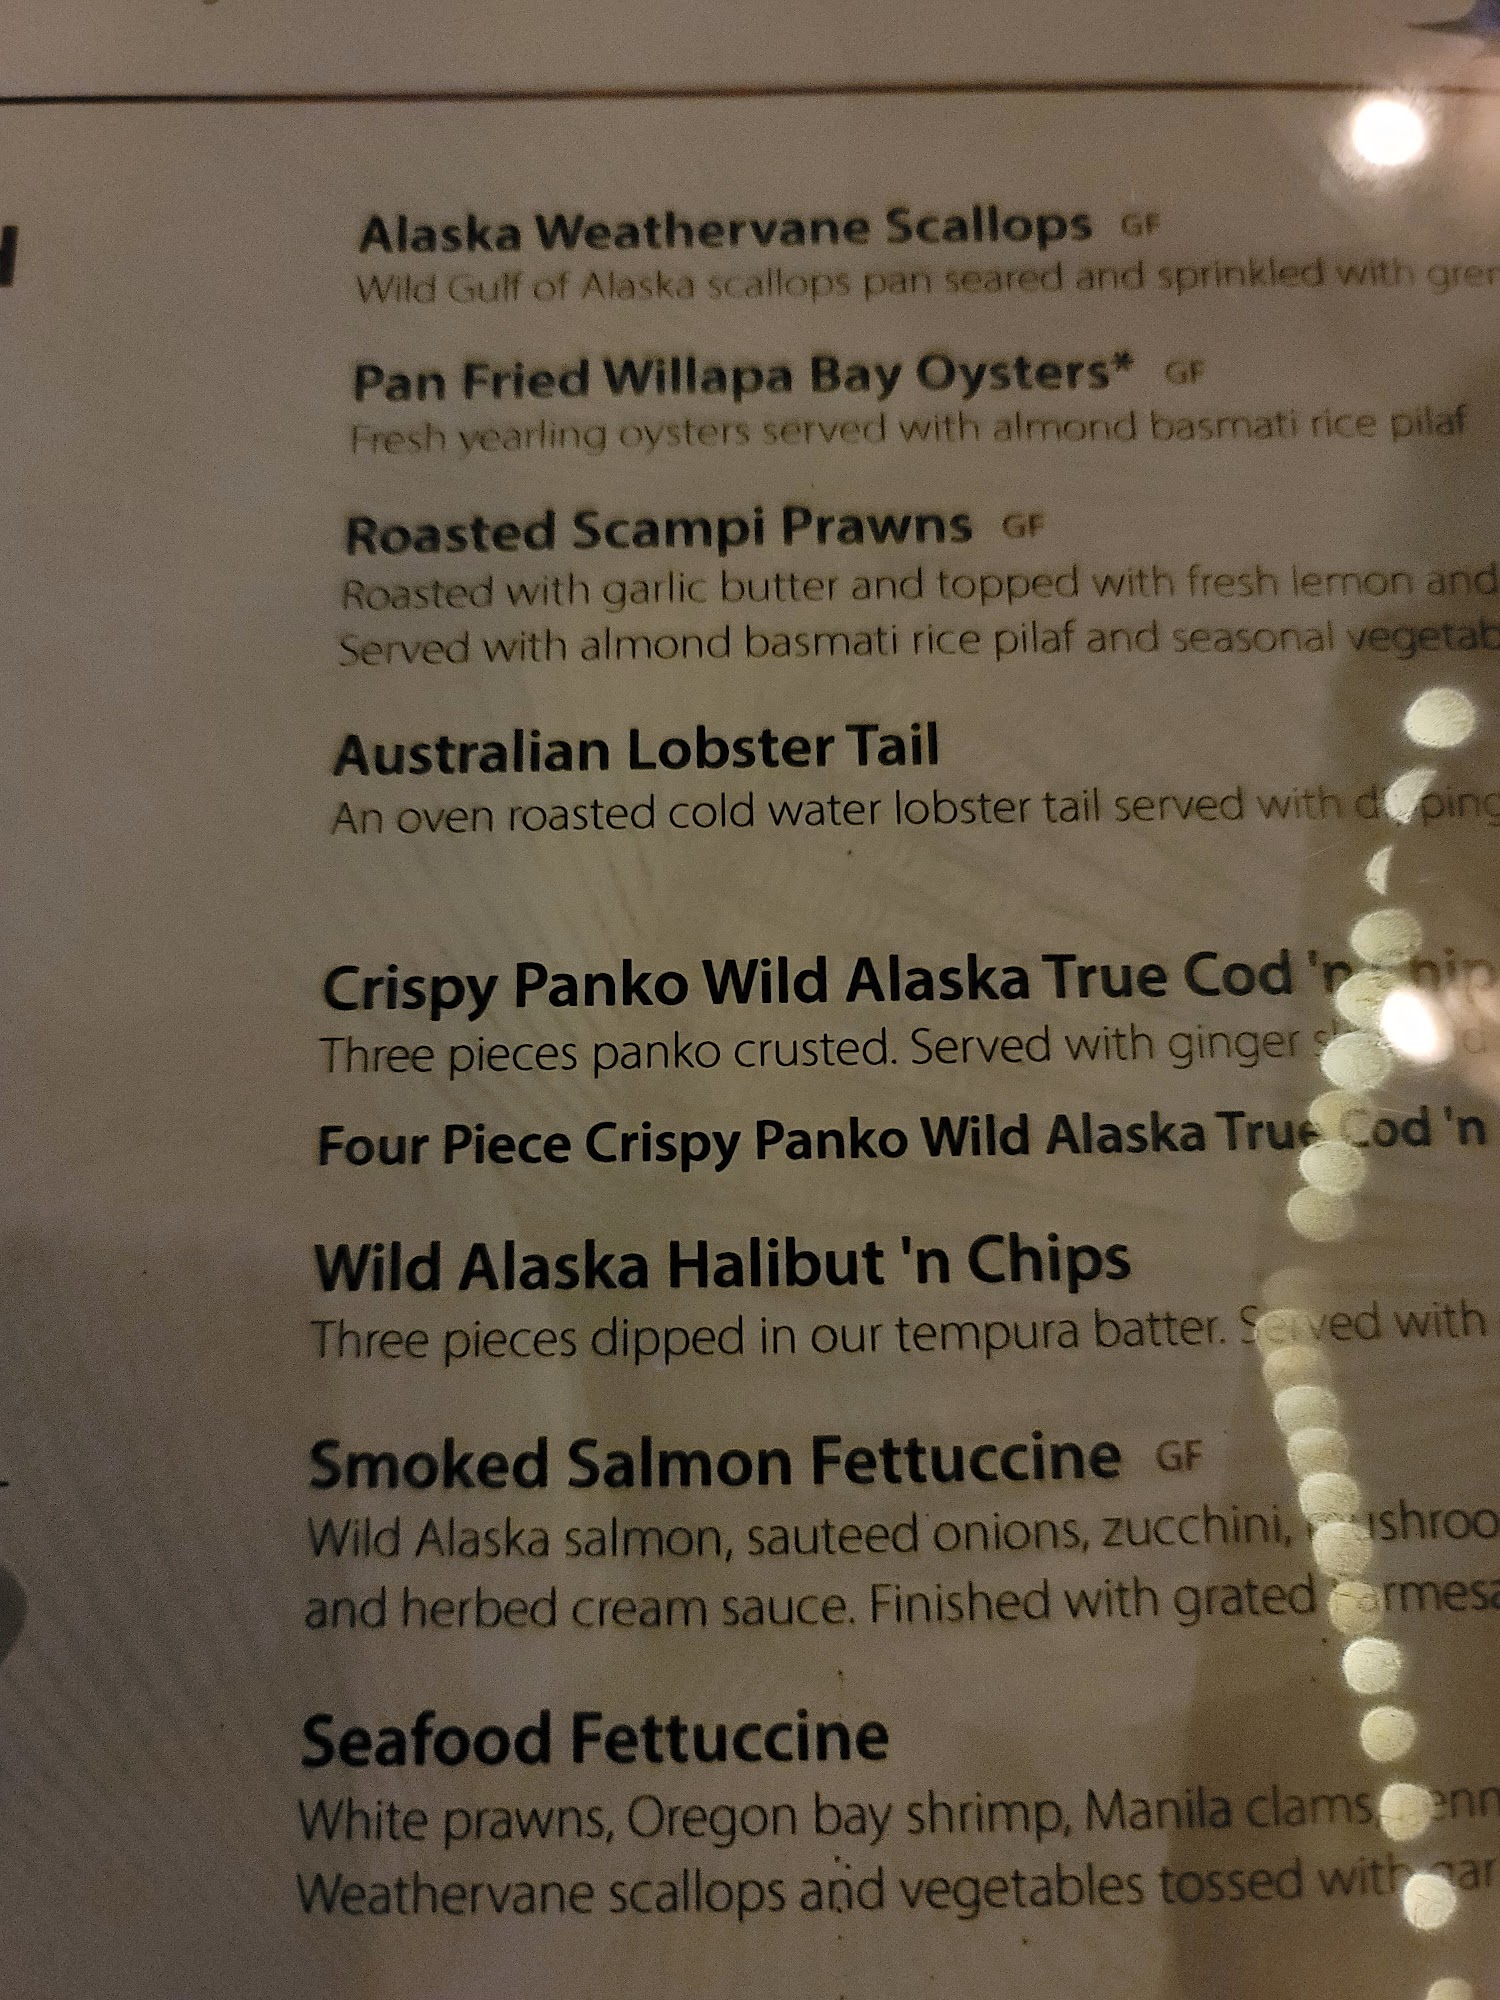 Alaska Weathervane Scallops GF
Wild Gulf of Alaska scallops pan seared and sprinkled with
Pan Fried Willapa Bay Oysters* GF
Fresh yearling oysters served with almond basmati rice pilaf
Roasted Scampi Prawns GF
Roasted with garlic butter and topped with fresh lemon and
Served with almond basmati rice pilaf and seasonal
Australian Lobster Tail
An oven roasted cold water lobster tail served with
Crispy Panko Wild Alaska True Cod 'n
Three pieces panko crusted. Served with ginger
Four Piece Crispy Panko Wild Alaska True Cod 'n
Wild Alaska Halibut 'n Chips
Three pieces dipped in our tempura batter. Served with
Smoked Salmon Fettuccine GF
Wild Alaska salmon, sauteed onions, zucchini,
and herbed cream sauce. Finished with grated
Seafood Fettuccine
White prawns, Oregon bay shrimp, Manila clams,
Weathervane scallops and vegetables tossed with